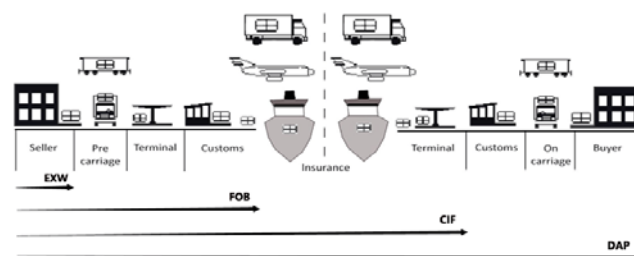 Seller
Pre carriage
Terminal
Customs
Insurance
Terminal
Customs
On carriage
Buyer
EXW
FOB
CIF
DAP